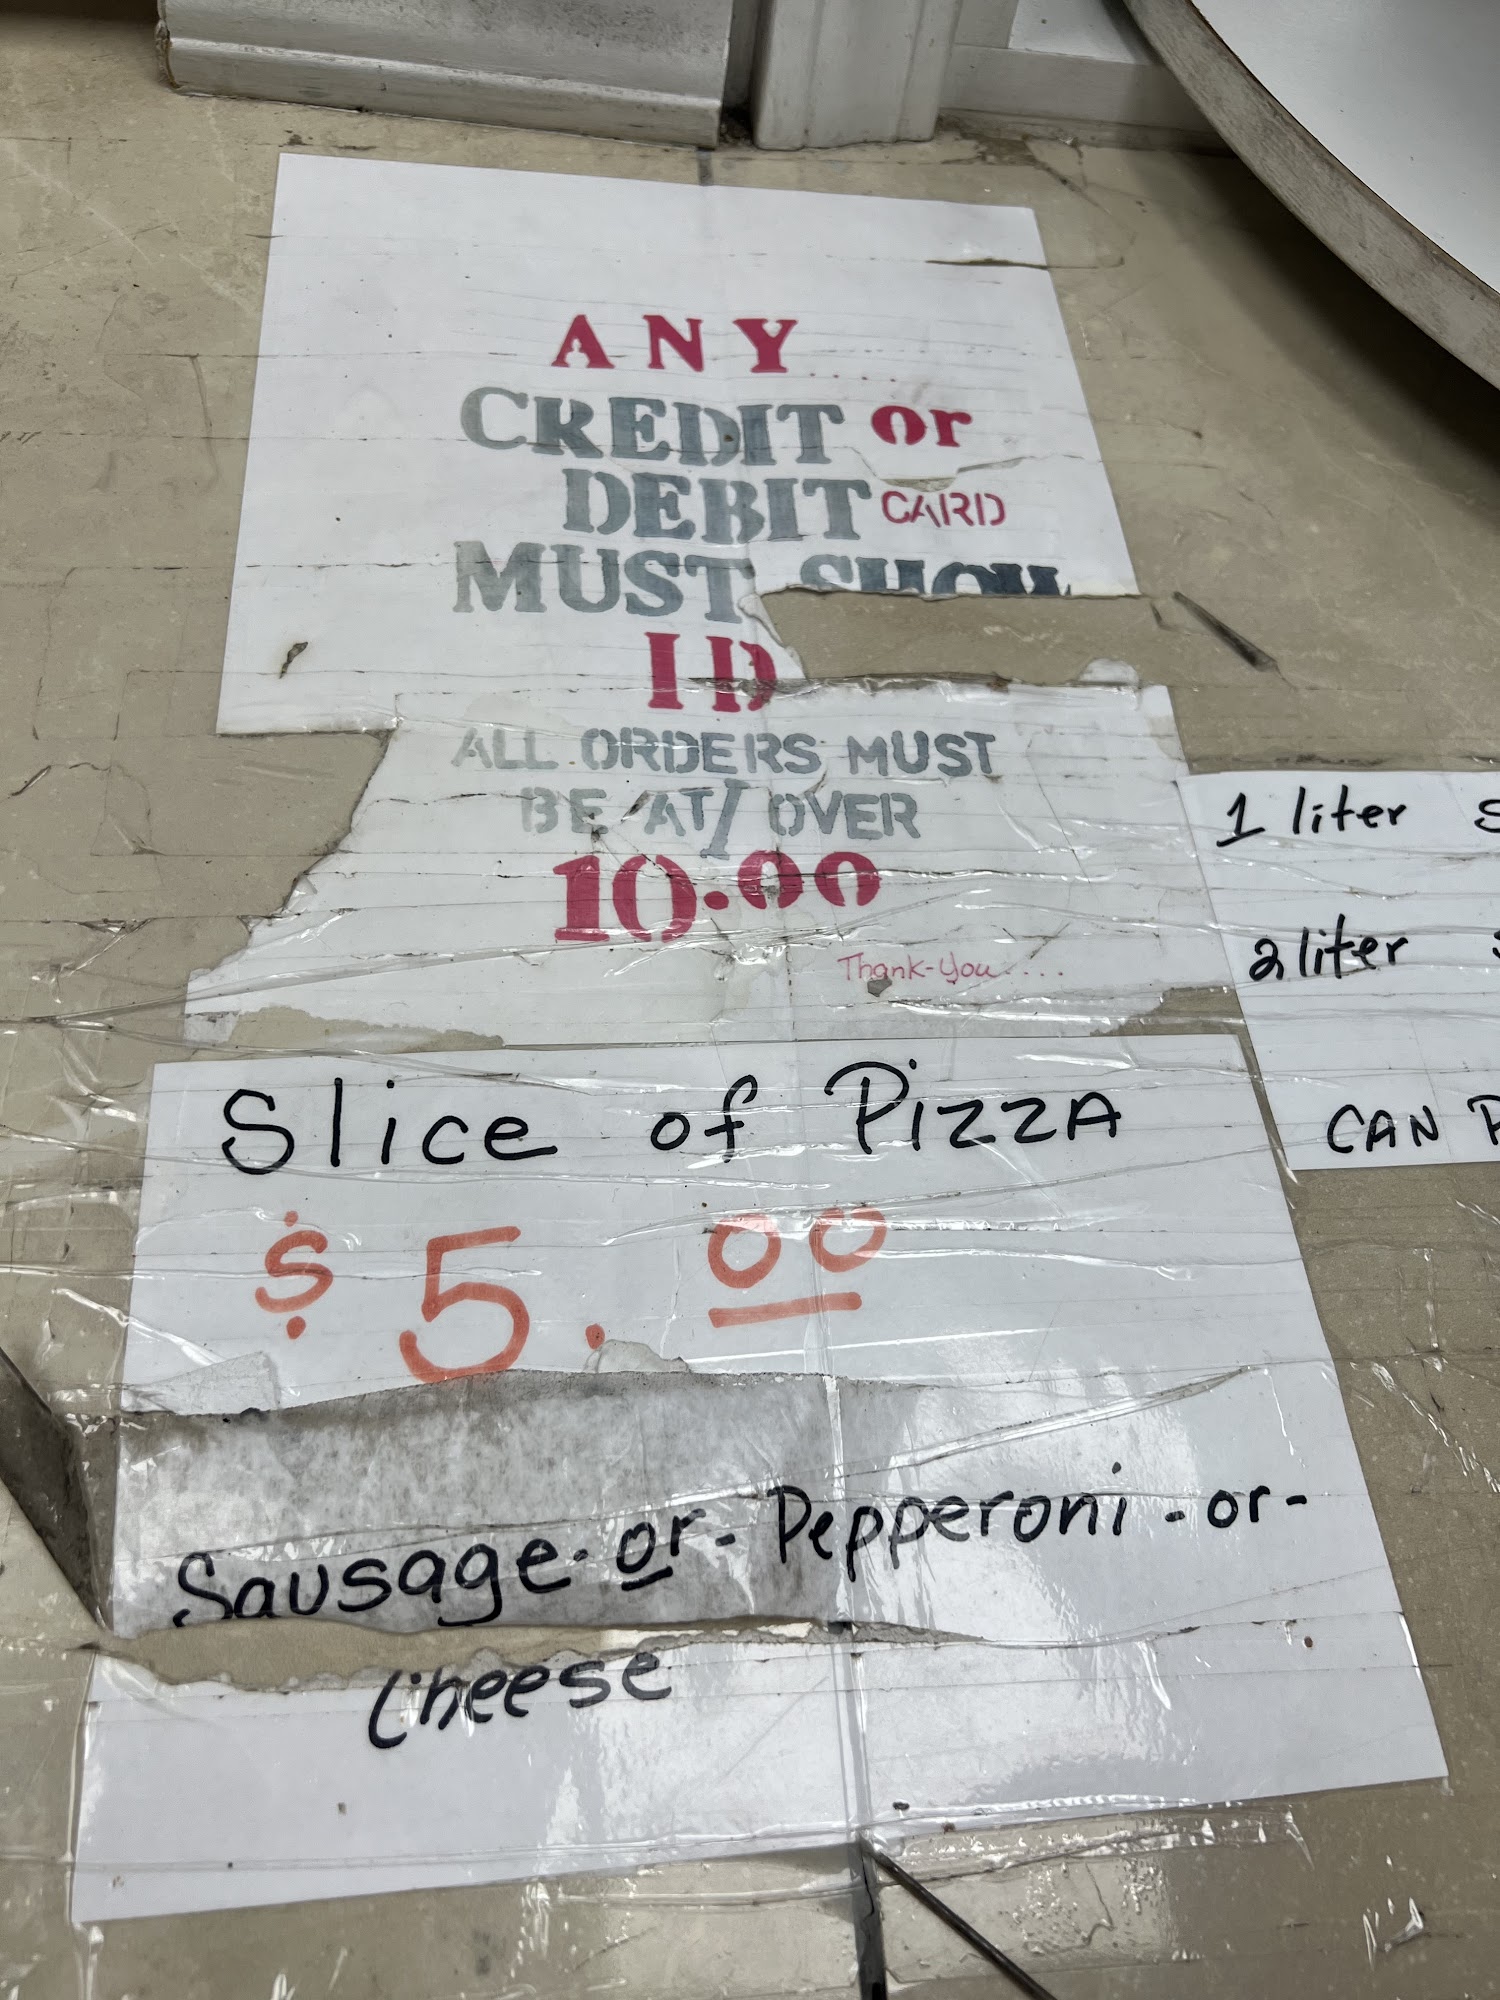 ANY....
CREDIT or
DEBIT CARD
MUST SHOW
ID
ALL ORDERS MUST
BE AT/OVER
10.00
Thank-You....
1 liter
2 liter
CAN
Slice of PIZZA
$5.00
Sausage-or-Pepperoni-or-
Cheese